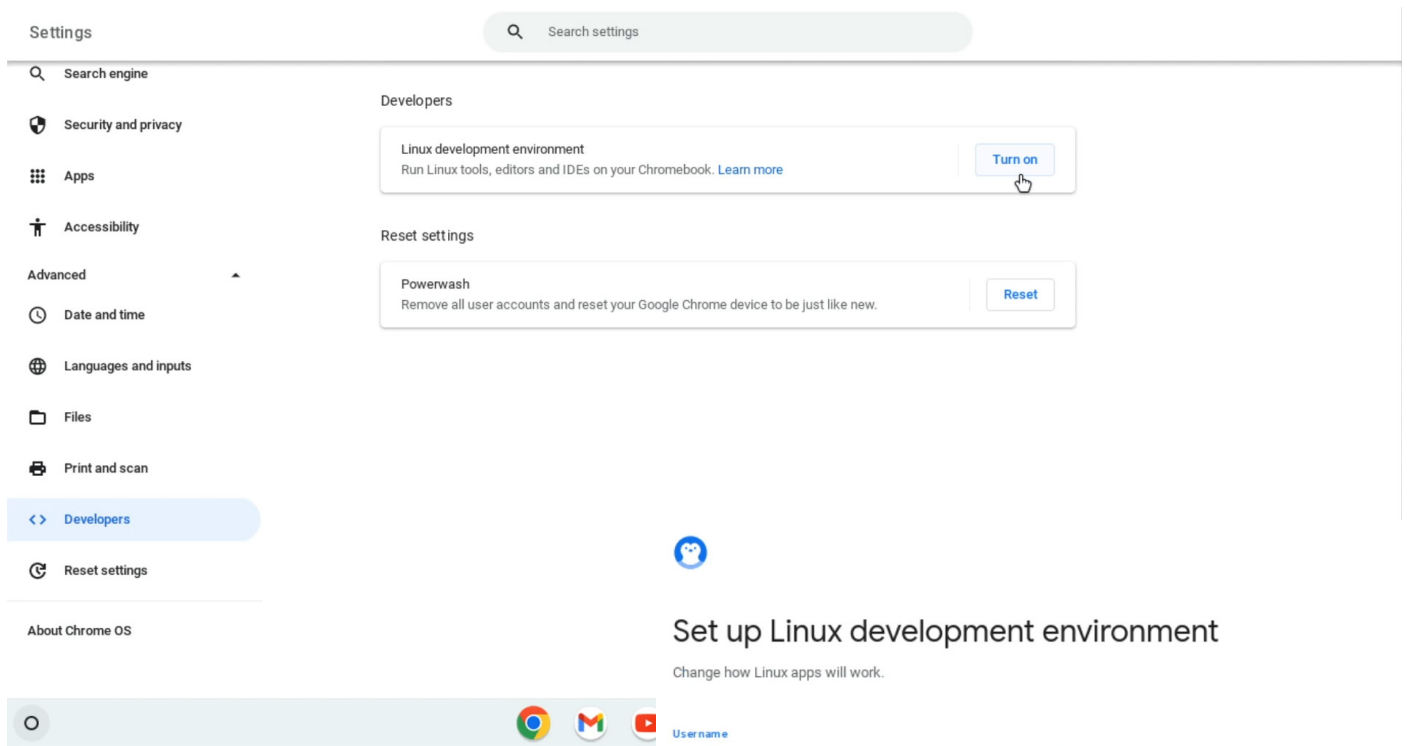 Settings
Search settings
Search engine
Security and privacy
Apps
Accessibility
Advanced
Date and time
Languages and inputs
Files
Print and scan
Developers
Reset settings
About Chrome OS
Developers
Linux development environment
Run Linux tools, editors and IDEs on your Chromebook. Learn more
Turn on
Reset settings
Powerwash
Remove all user accounts and reset your Google Chrome device to be just like new.
Reset
Set up Linux development environment
Change how Linux apps will work.
Username